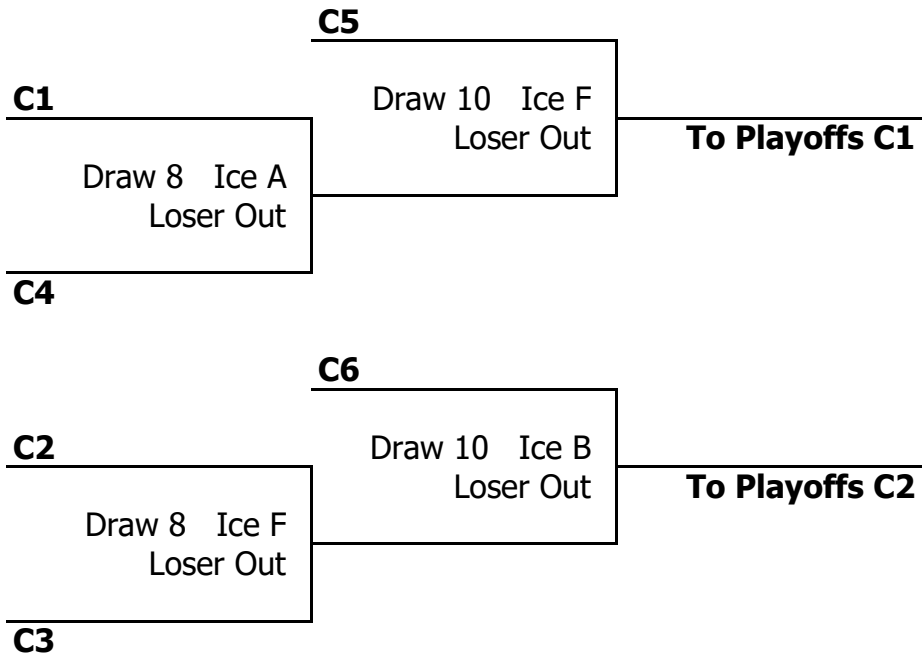 C5
C1
Draw 10 Ice F
Loser Out
To Playoffs C1
Draw 8 Ice A
Loser Out
C4
C6
C2
Draw 10 Ice B
Loser Out
To Playoffs C2
Draw 8 Ice F
Loser Out
C3